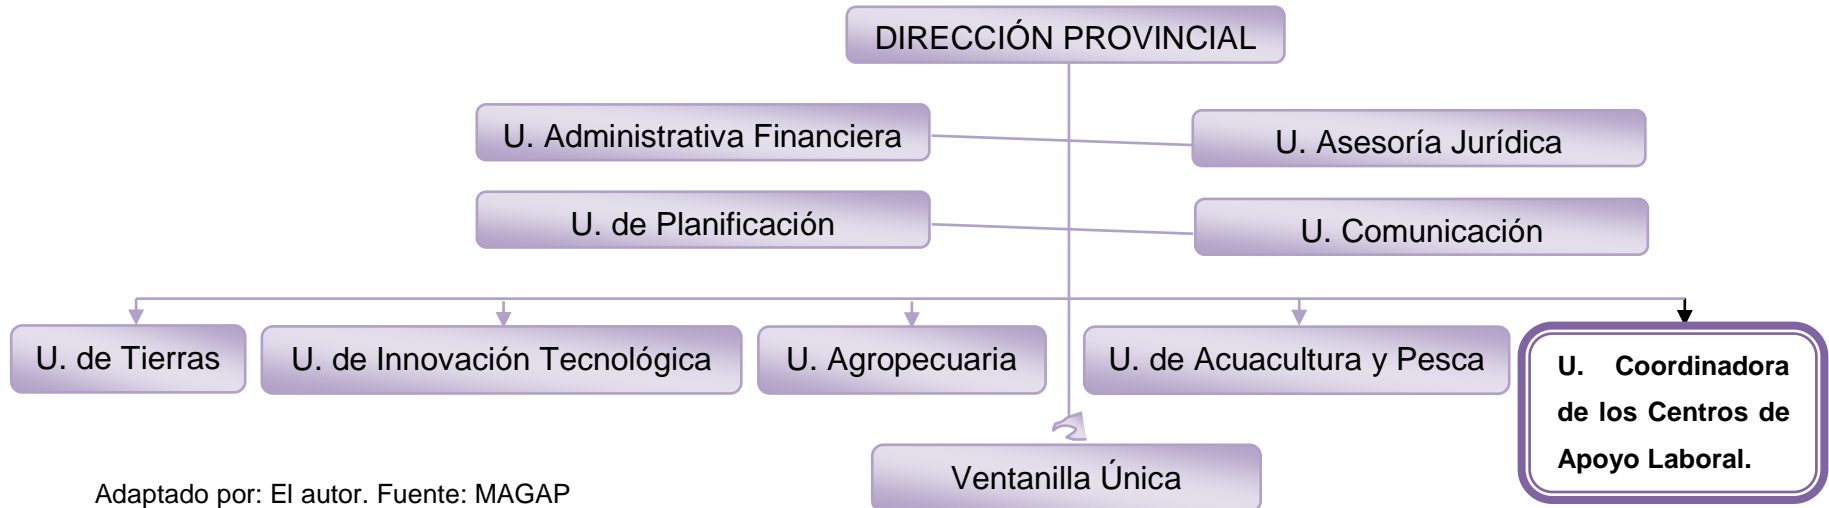 DIRECCIÓN PROVINCIAL
U. Administrativa Financiera
U. Asesoría Jurídica
U. de Planificación
U. Comunicación
U. de Tierras
U. de Innovación Tecnológica
U. Agropecuaria
U. de Acuacultura y Pesca
U. Coordinadora
de los Centros de
Apoyo Laboral.
Ventanilla Única
Adaptado por: El autor. Fuente: MAGAP